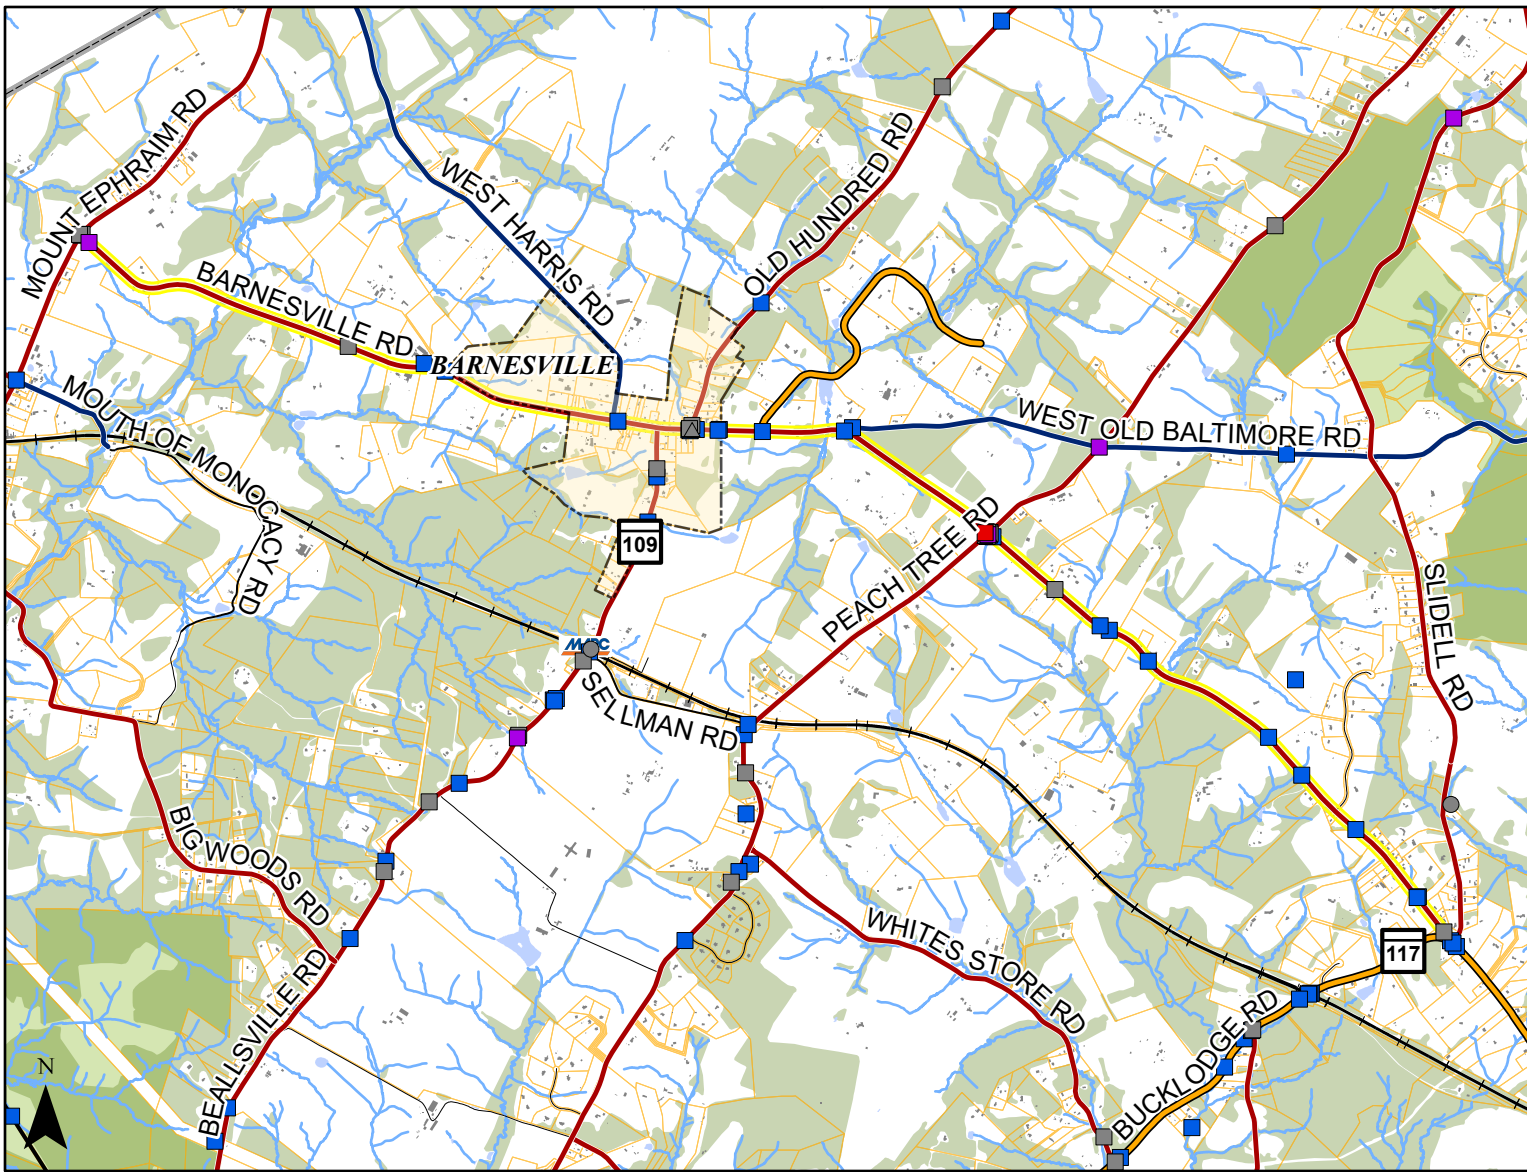 MOUNT EPHRAIM RD
WEST HARRIS RD
OLD HUNDRED RD
BARNESVILLE RD
BARNESVILLE
MOUTH OF MONOCACY RD
WEST OLD BALTIMORE RD
109
PEACH TREE RD
SLIDELL RD
MARC
SELLMAN RD
BIG WOODS RD
WHITES STORE RD
117
BEALLSVILLE RD
BUCKLODGE RD
N